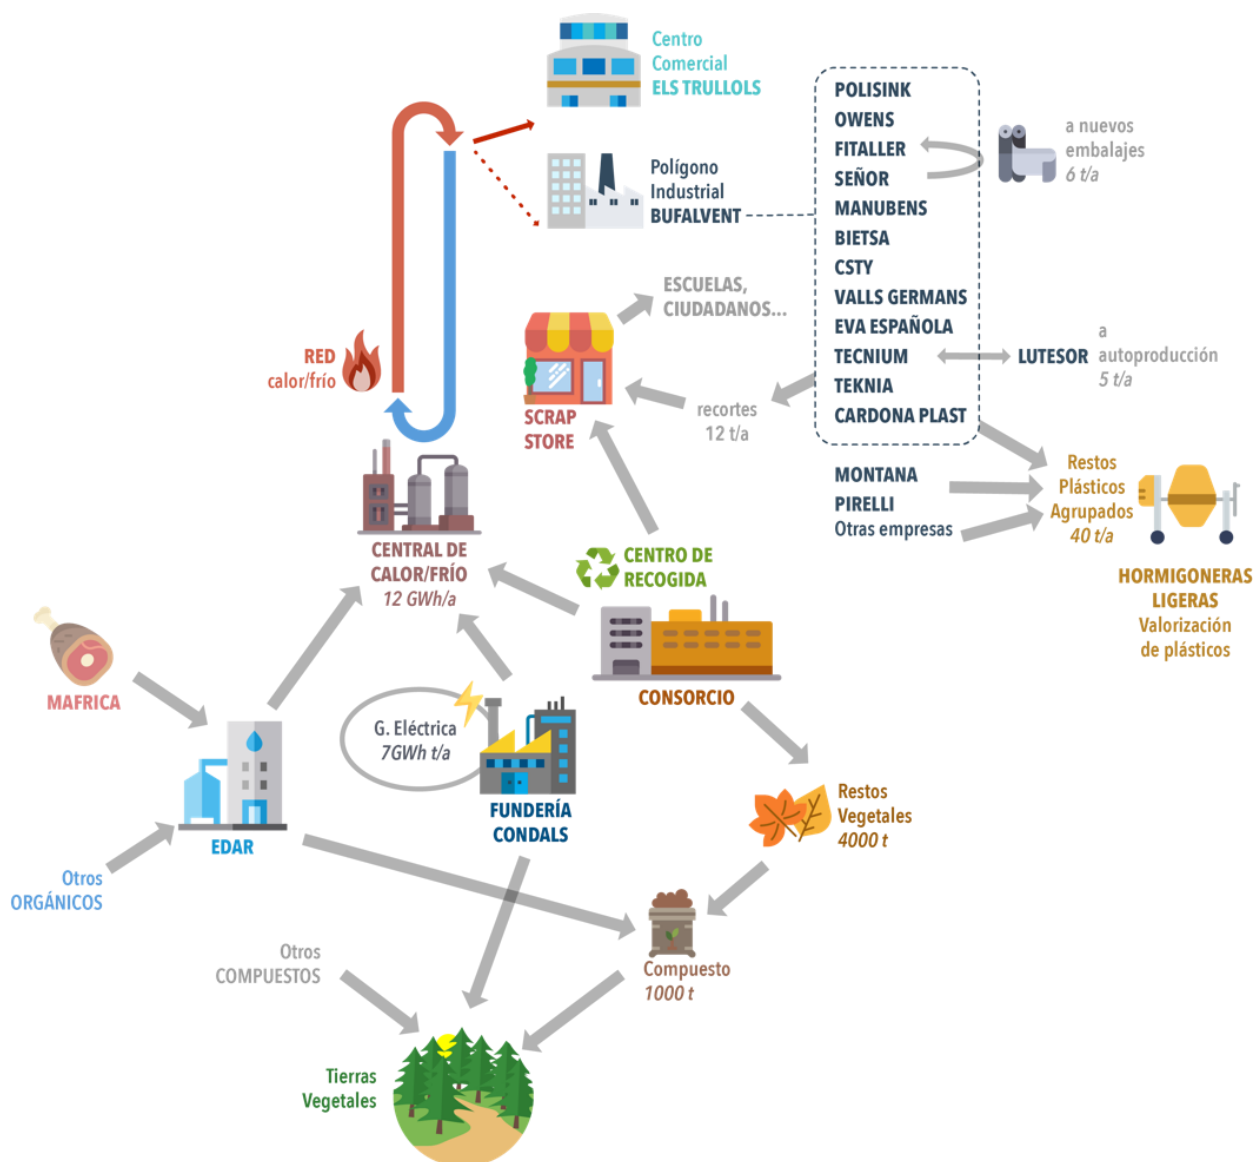 Centro
Comercial
ELS TRULLOLS
Polígono
Industrial
BUFALVENT
POLISINK
OWENS
FITALLER
SEÑOR
MANUBENS
BIETSA
CSTY
VALLS GERMANS
EVA ESPAÑOLA
TECNIUM
TEKNIA
CARDONA PLAST
a nuevos
embalajes
6 t/a
LUTESOR
a
autoproducción
5 t/a
ESCUELAS,
CIUDADANOS...
RED
calor/frío
SCRAP
STORE
recortes
12 t/a
MONTANA
PIRELLI
Otras empresas
Restos
Plásticos
Agrupados
40 t/a
HORMIGONERAS
LIGERAS
Valorización
de plásticos
CENTRAL DE
CALOR/FRÍO
12 GWh/a
CENTRO DE
RECOGIDA
CONSORCIO
MAFRICA
G. Eléctrica
7GWh t/a
FUNDERÍA
CONDALS
EDAR
Otros
ORGÁNICOS
Restos
Vegetales
4000 t
Otros
COMPUESTOS
Compuesto
1000 t
Tierras
Vegetales